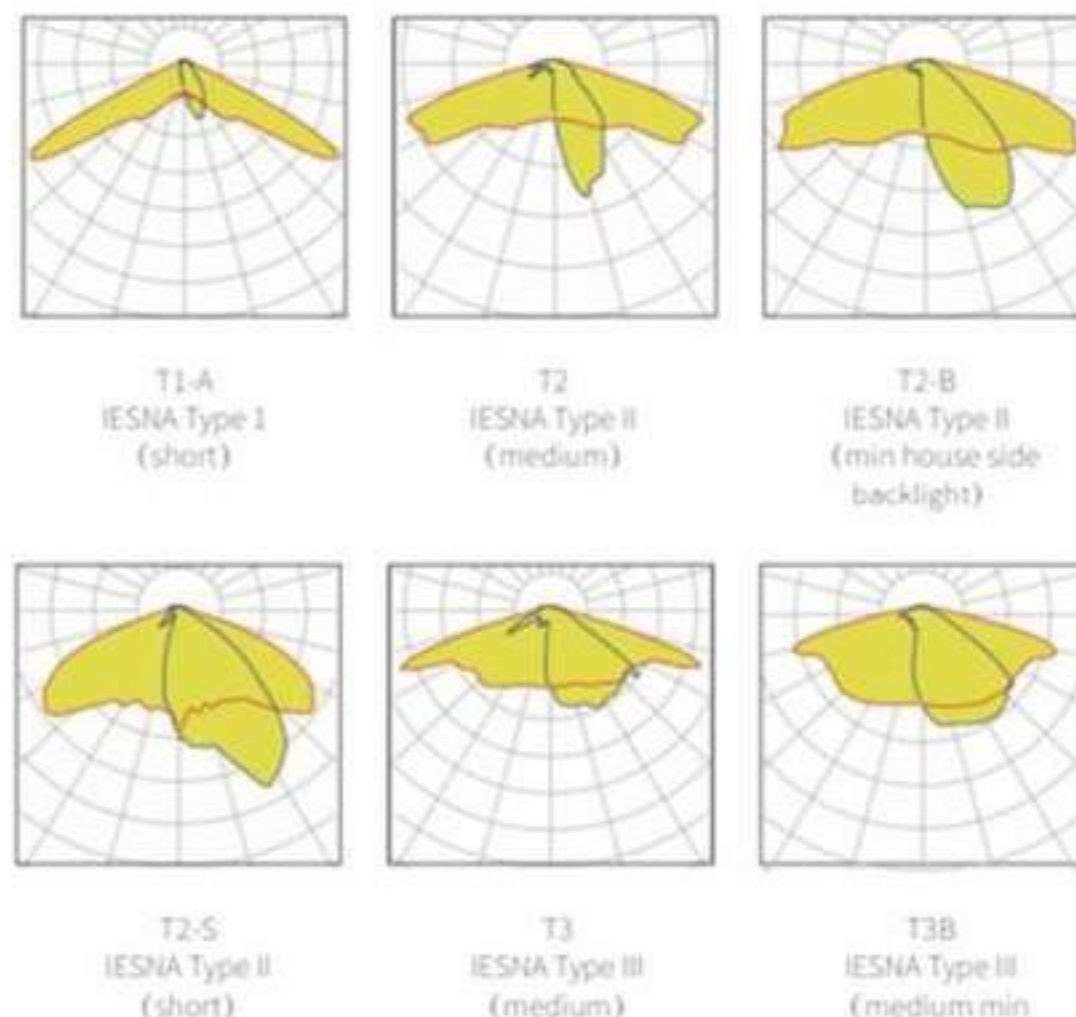 T1-A
IESNA Type 1
(short)
T2
IESNA Type II
(medium)
T2-B
IESNA Type II
(min house side
backlight)
T2-S
IESNA Type II
(short)
T3
IESNA Type III
(medium)
T3B
IESNA Type III
(medium min